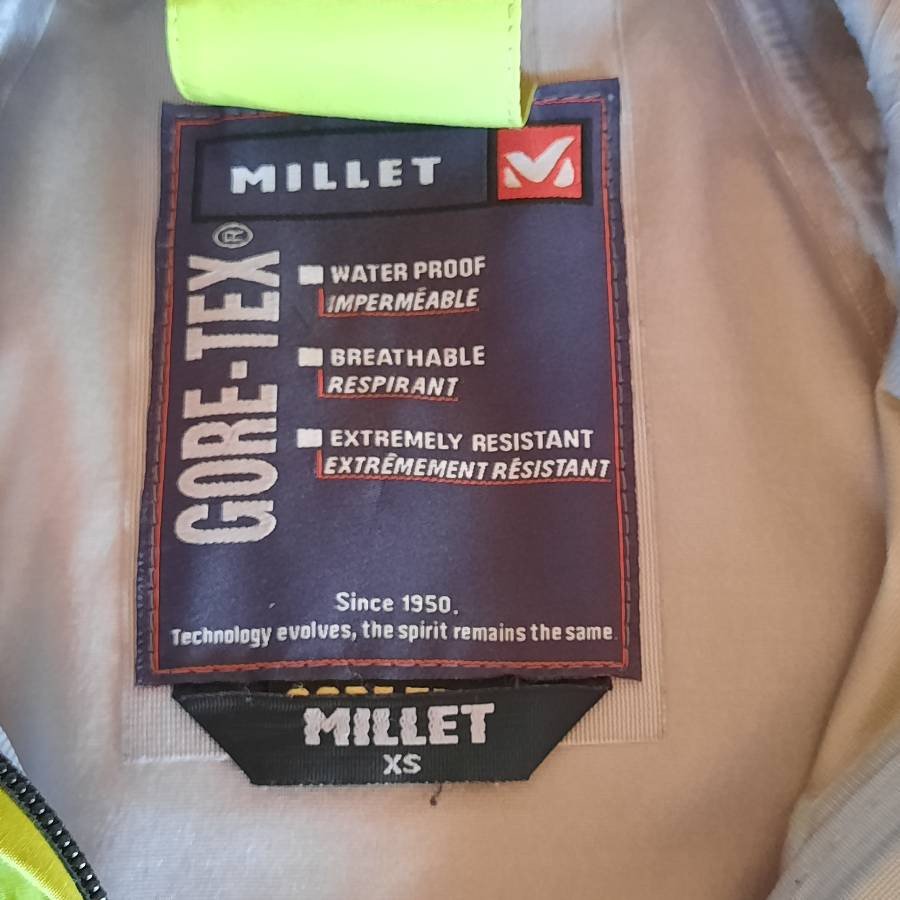 MILLET
GORE-TEX®
WATER PROOF
IMPERMÉABLE
BREATHABLE
RESPIRANT
EXTREMELY RESISTANT
EXTRÊMEMENT RÉSISTANT
Since 1950.
Technology evolves, the spirit remains the same.
MILLET
XS